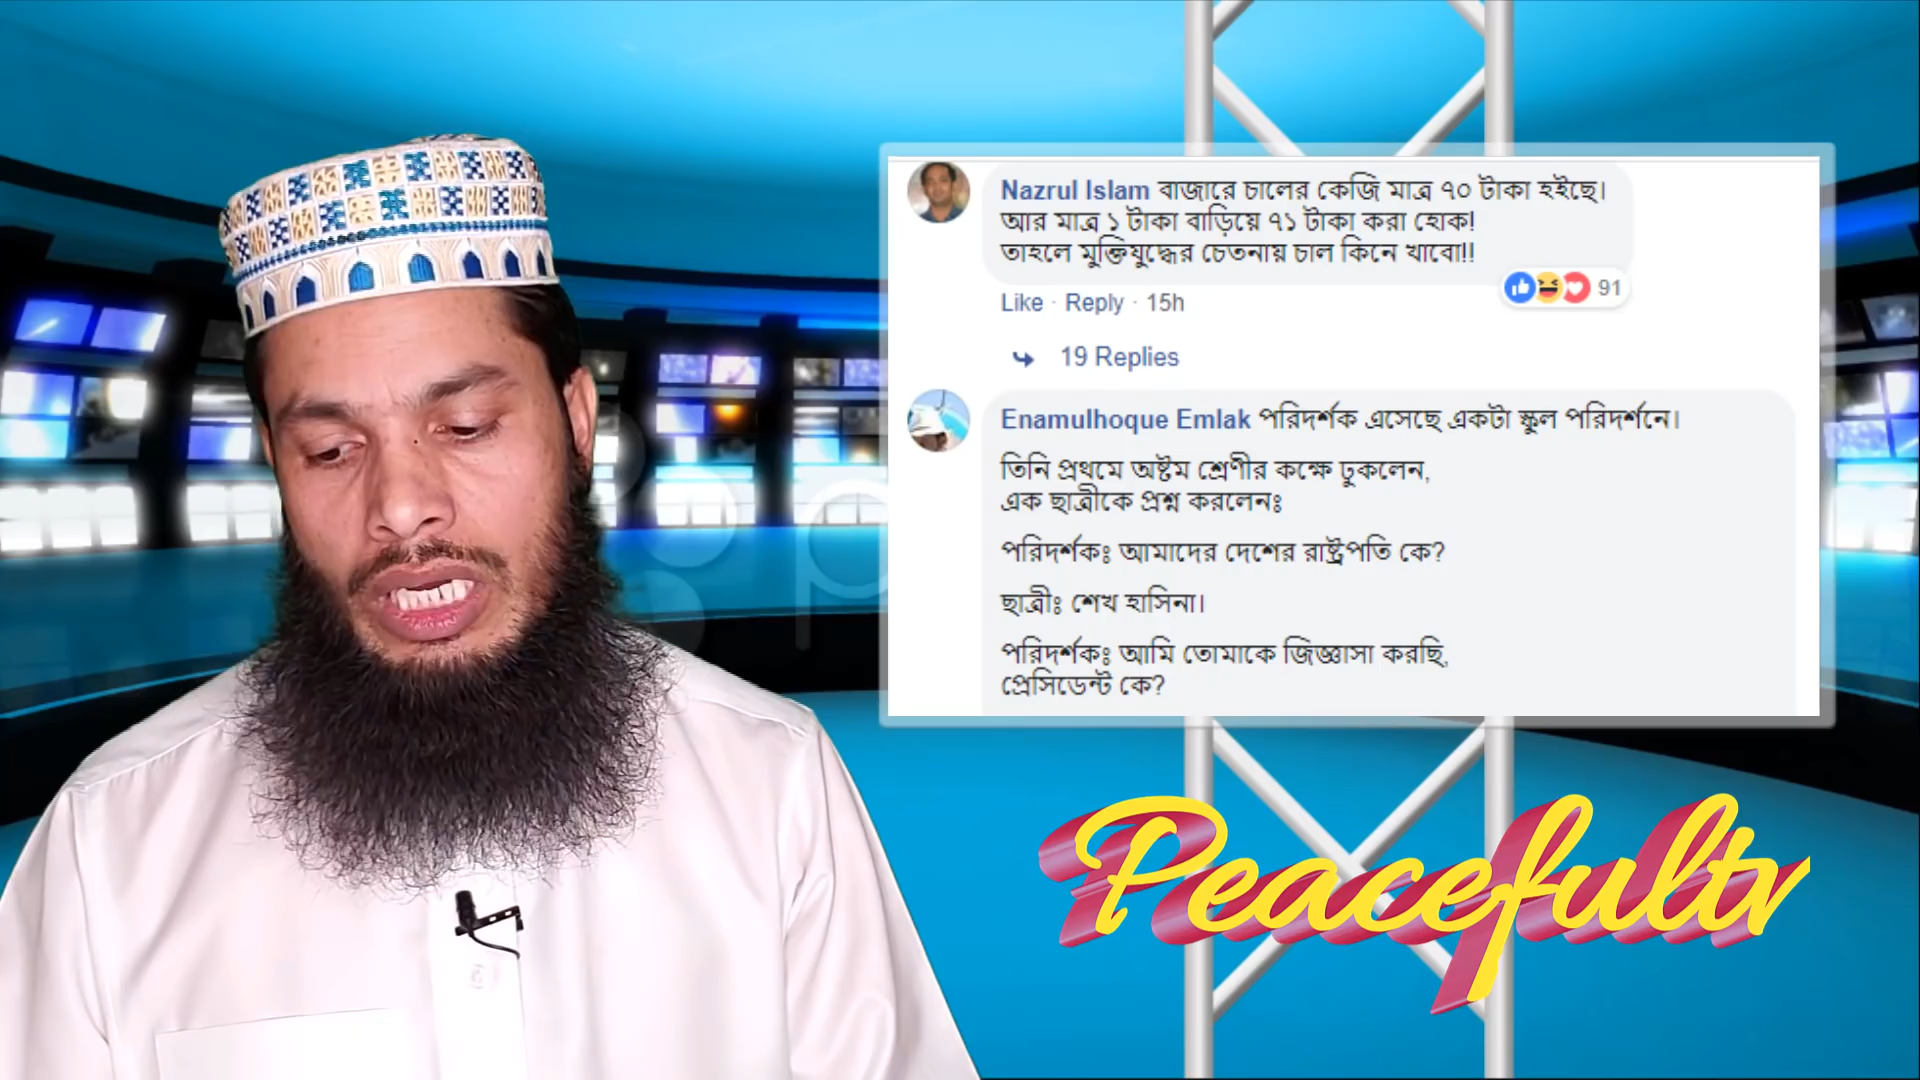 Nazrul Islam বাজারে চালের কেজি মাত্র ৭০ টাকা হইছে।
আর মাত্র ১ টাকা বাড়িয়ে ৭১ টাকা করা হোক!
তাহলে মুক্তিযুদ্ধের চেতনায় চাল কিনে খাবো!!
91
Like · Reply · 15h
19 Replies
Enamulhoque Emlak পরিদর্শক এসেছে একটা স্কুল পরিদর্শনে।
তিনি প্রথমে অষ্টম শ্রেণীর কক্ষে ঢুকলেন,
এক ছাত্রীকে প্রশ্ন করলেনঃ
পরিদর্শকঃ আমাদের দেশের রাষ্ট্রপতি কে?
ছাত্রীঃ শেখ হাসিনা।
পরিদর্শকঃ আমি তোমাকে জিজ্ঞাসা করছি,
প্রেসিডেন্ট কে?
Peacefultv